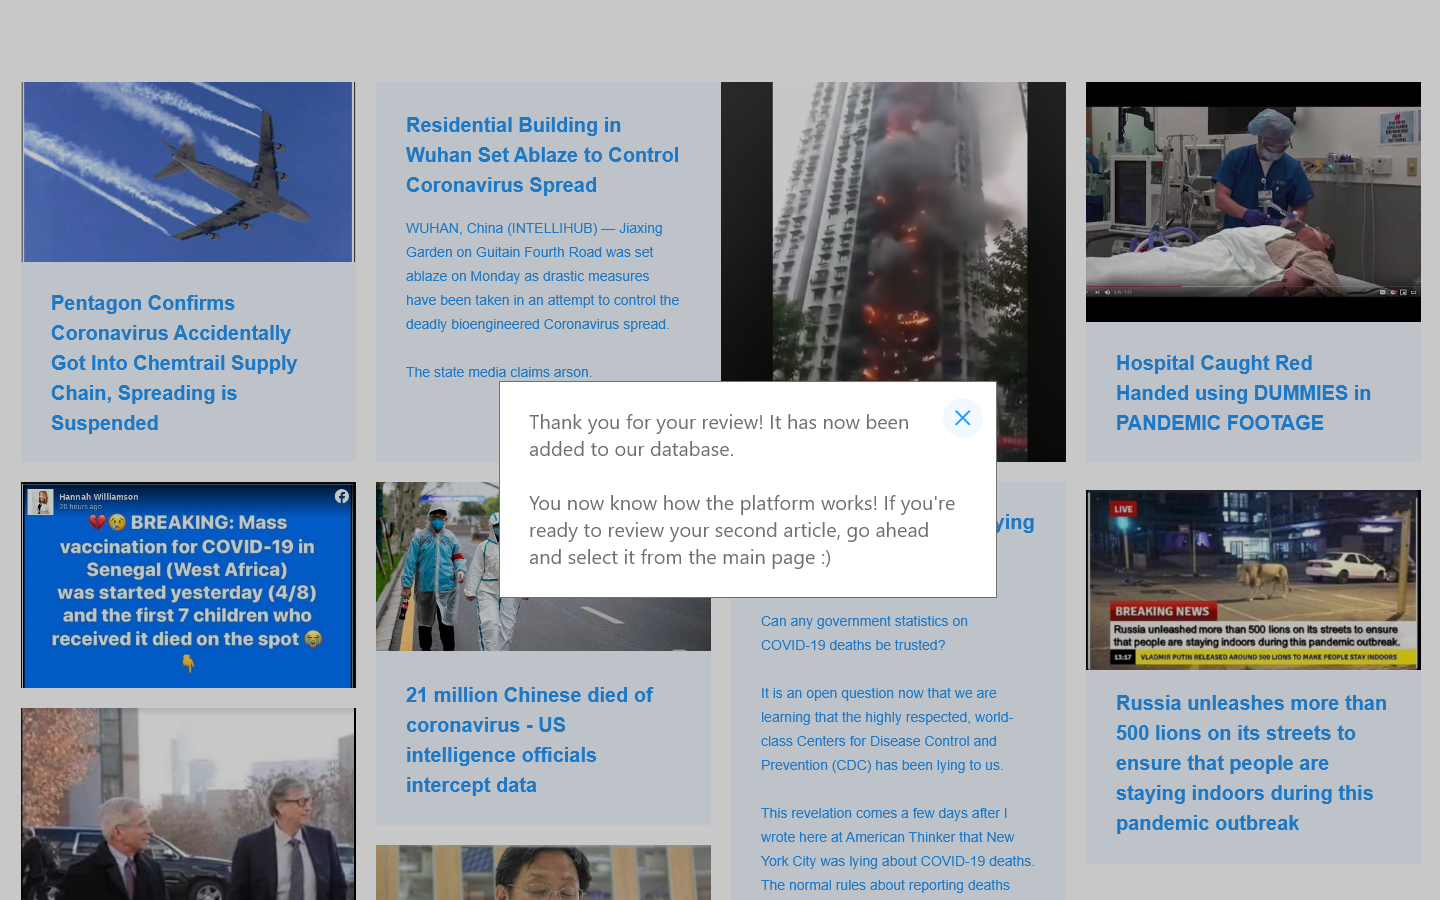 Pentagon Confirms
Coronavirus Accidentally
Got Into Chemtrail Supply
Chain, Spreading is
Suspended
Residential Building in
Wuhan Set Ablaze to Control
Coronavirus Spread
WUHAN, China (INTELLIHUB) — Jiaxing
Garden on Guitain Fourth Road was set
ablaze on Monday as drastic measures
have been taken in an attempt to control the
deadly bioengineered Coronavirus spread.
The state media claims arson.
Hospital Caught Red
Handed using DUMMIES in
PANDEMIC FOOTAGE
Thank you for your review! It has now been
added to our database.
You now know how the platform works! If you're
ready to review your second article, go ahead
and select it from the main page :)
Hannah Williamson
20 hours ago
💔😢 BREAKING: Mass
vaccination for COVID-19 in
Senegal (West Africa)
was started yesterday (4/8)
and the first 7 children who
received it died on the spot 😭
👇
21 million Chinese died of
coronavirus - US
intelligence officials
intercept data
ying
Can any government statistics on
COVID-19 deaths be trusted?
It is an open question now that we are
learning that the highly respected, world-
class Centers for Disease Control and
Prevention (CDC) has been lying to us.
This revelation comes a few days after I
wrote here at American Thinker that New
York City was lying about COVID-19 deaths.
The normal rules about reporting deaths
LIVE
BREAKING NEWS
Russia unleashed more than 500 lions on its streets to ensure
that people are staying indoors during this pandemic outbreak.
13:17 VLADIMIR PUTIN RELEASED AROUND 500 LIONS TO MAKE PEOPLE STAY INDOORS
Russia unleashes more than
500 lions on its streets to
ensure that people are
staying indoors during this
pandemic outbreak